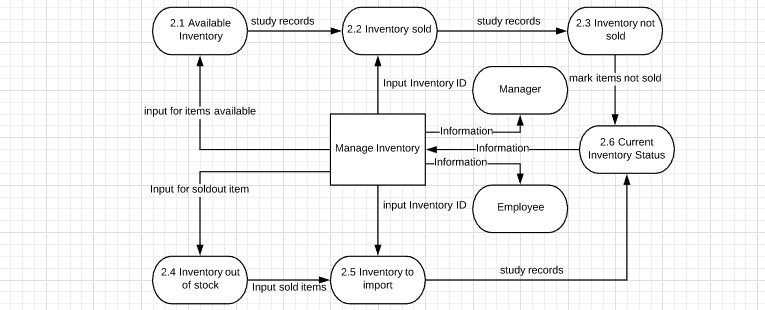 2.1 Available
Inventory
study records
2.2 Inventory sold
study records
2.3 Inventory not
sold
Input Inventory ID
Manager
mark items not sold
input for items available
Information
Manage Inventory
Information
2.6 Current
Inventory Status
Information
Input for soldout item
input Inventory ID
Employee
2.4 Inventory out
of stock
Input sold items
2.5 Inventory to
import
study records